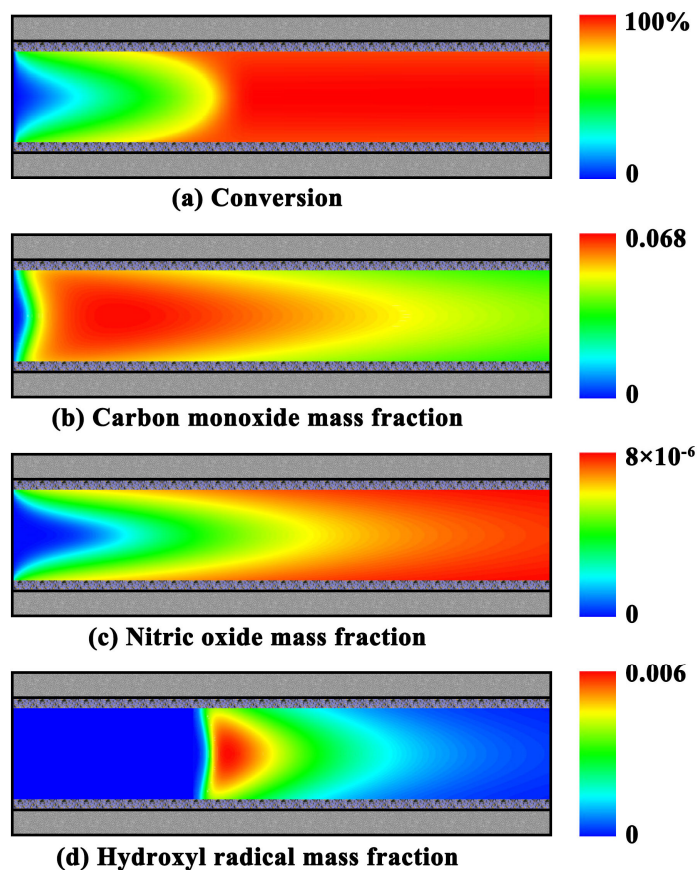 100%
0
(a) Conversion
0.068
0
(b) Carbon monoxide mass fraction
8×10⁻⁶
0
(c) Nitric oxide mass fraction
0.006
0
(d) Hydroxyl radical mass fraction